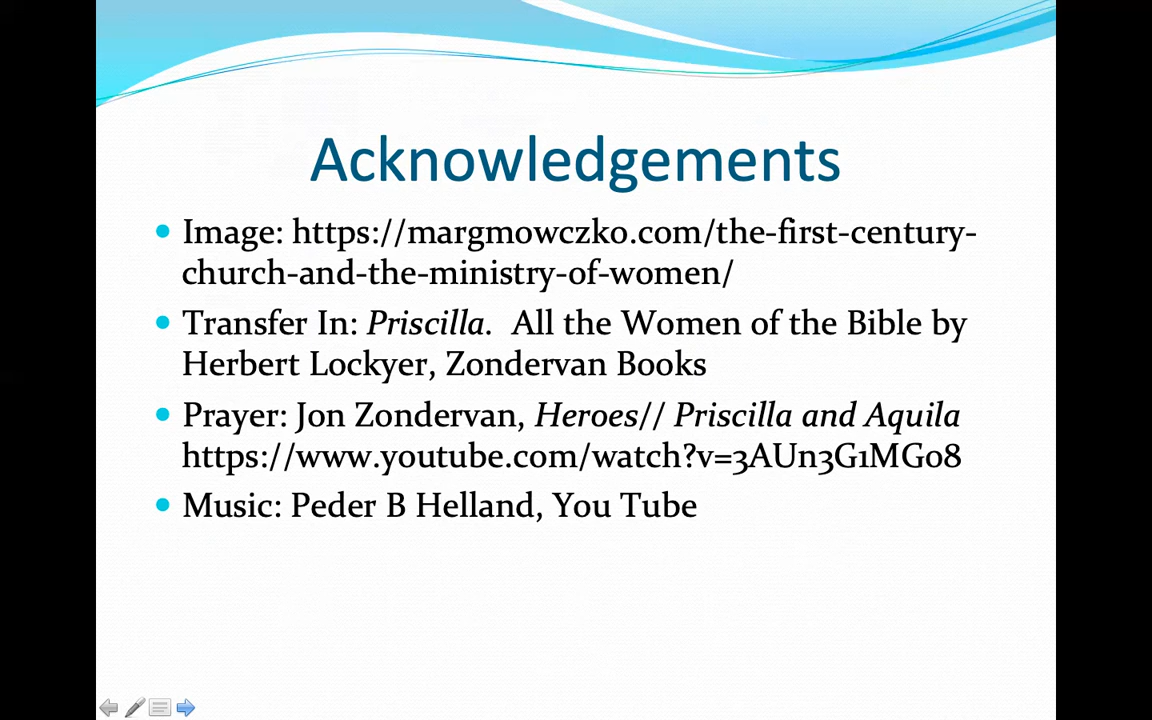 Acknowledgements
• Image: https://margmowczko.com/the-first-century-
church-and-the-ministry-of-women/
• Transfer In: Priscilla.  All the Women of the Bible by
Herbert Lockyer, Zondervan Books
• Prayer: Jon Zondervan, Heroes// Priscilla and Aquila
https://www.youtube.com/watch?v=3AUn3G1MGo8
• Music: Peder B Helland, You Tube